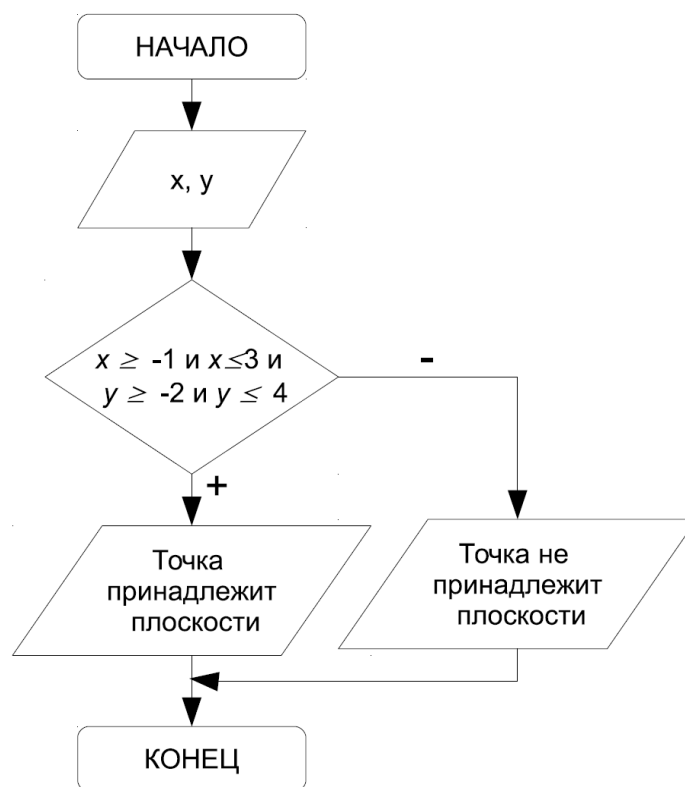 НАЧАЛО
x, y
x ≥ -1 и x≤3 и
y ≥ -2 и y ≤ 4
-
+
Точка
принадлежит
плоскости
Точка не
принадлежит
плоскости
КОНЕЦ